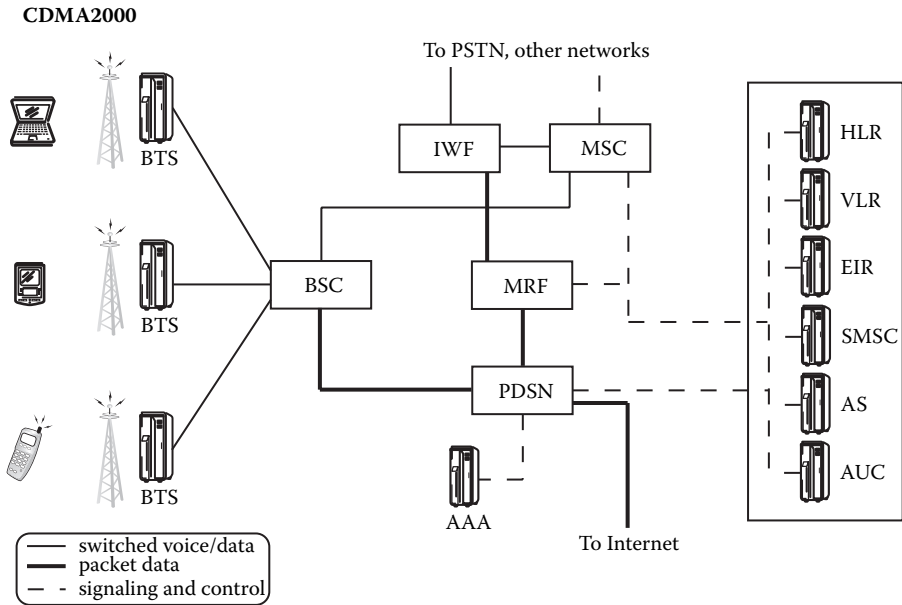 CDMA2000
To PSTN, other networks
IWF
MSC
HLR
BTS
VLR
BSC
MRF
EIR
BTS
SMSC
PDSN
AS
BTS
AAA
AUC
To Internet
switched voice/data
packet data
signaling and control